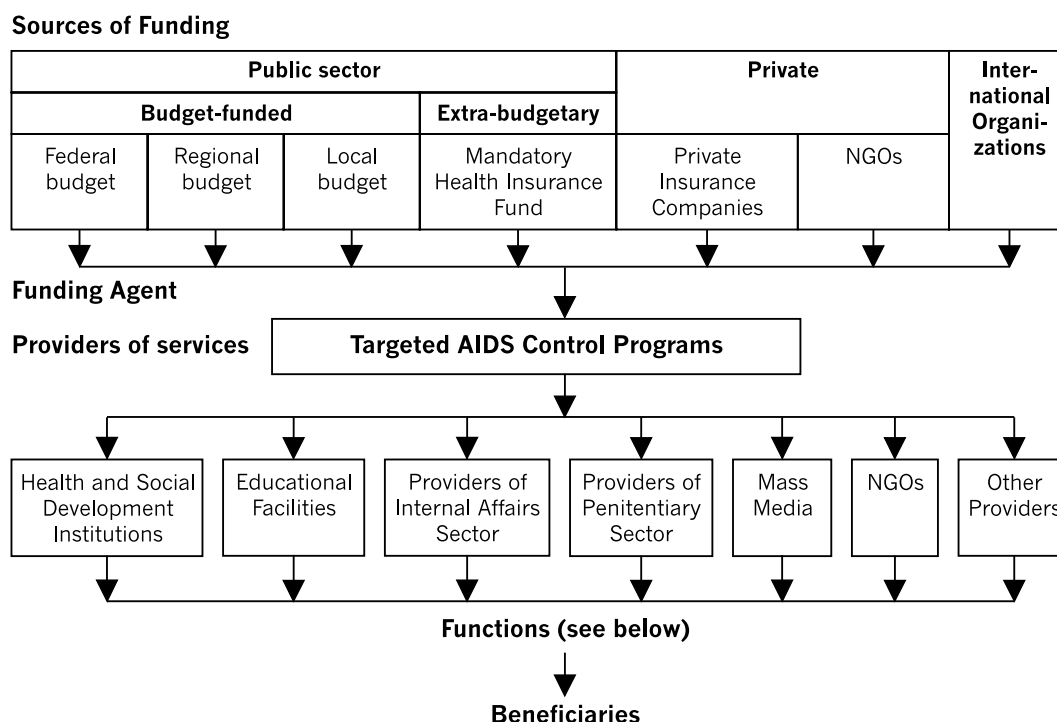 Sources of Funding
Public sector
Private
Inter-
national
Organi-
zations
Budget-funded
Extra-budgetary
Federal
budget
Regional
budget
Local
budget
Mandatory
Health Insurance
Fund
Private
Insurance
Companies
NGOs
Funding Agent
Providers of services
Targeted AIDS Control Programs
Health and Social
Development
Institutions
Educational
Facilities
Providers of
Internal Affairs
Sector
Providers of
Penitentiary
Sector
Mass
Media
NGOs
Other
Providers
Functions (see below)
Beneficiaries